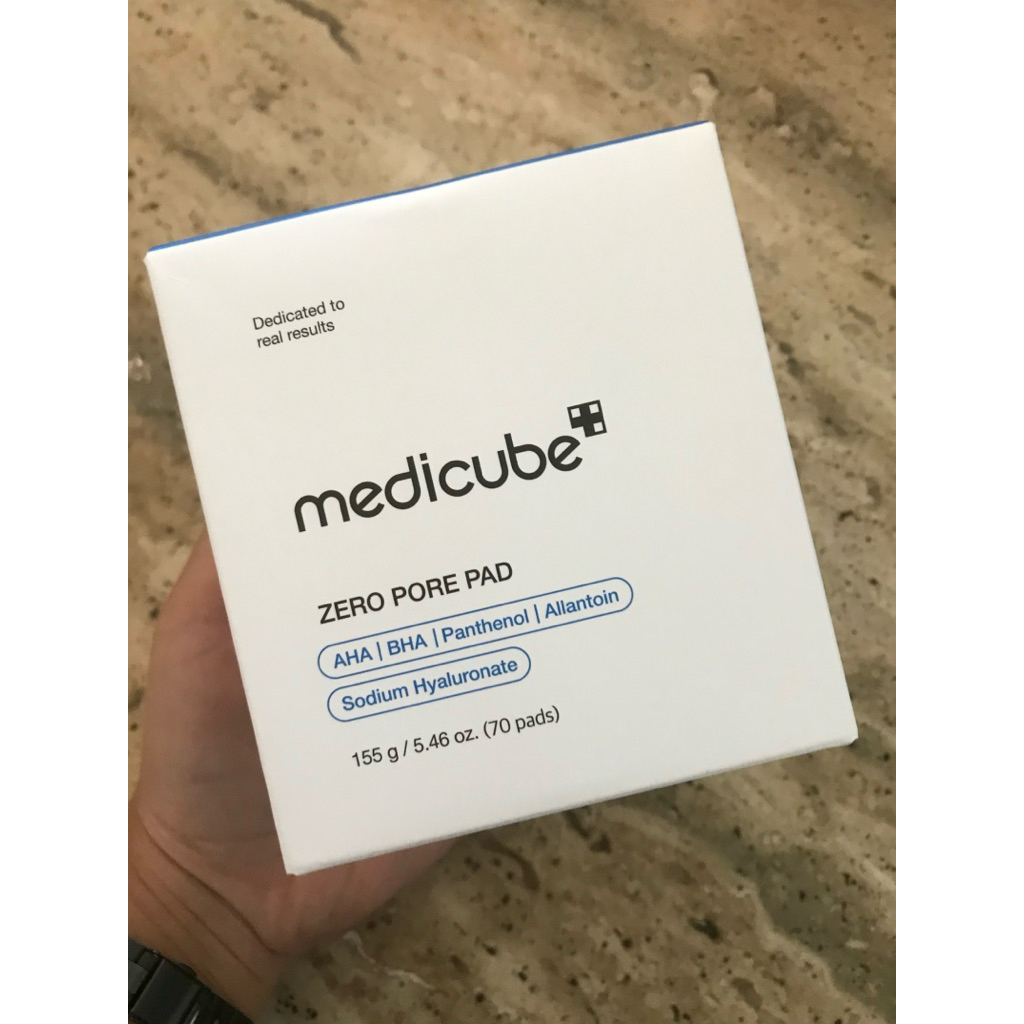 Dedicated to
real results
medicube
ZERO PORE PAD
AHA | BHA | Panthenol | Allantoin
Sodium Hyaluronate
155 g / 5.46 oz. (70 pads)